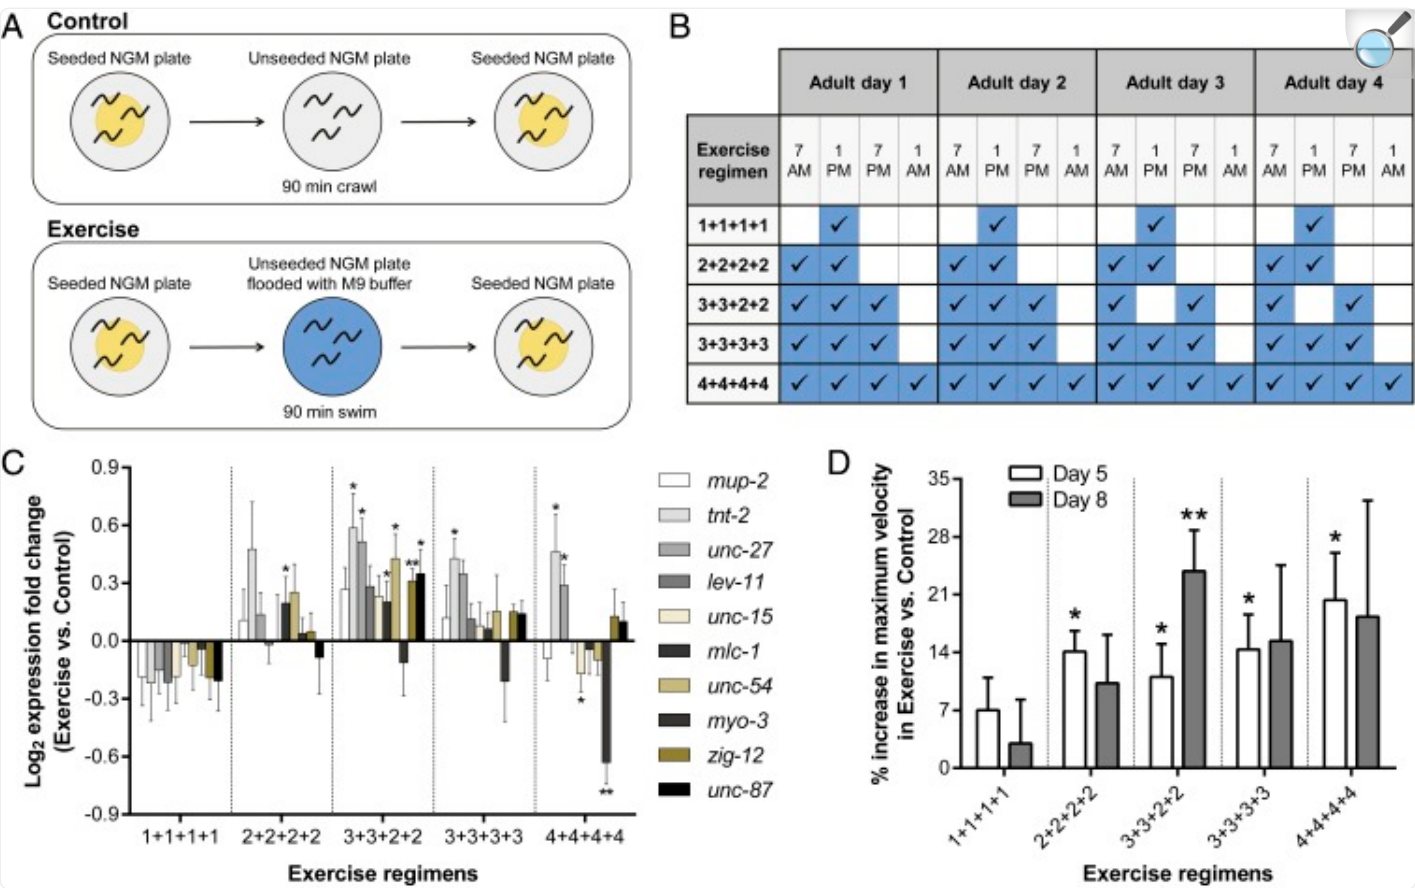 A
Control
Seeded NGM plate
Unseeded NGM plate
Seeded NGM plate
90 min crawl
Exercise
Seeded NGM plate
Unseeded NGM plate
flooded with M9 buffer
Seeded NGM plate
90 min swim
B
Adult day 1 Adult day 2 Adult day 3 Adult day 4
Exercise
regimen
7 1 7 1 7 1 7 1 7 1 7 1 7 1 7 1
AM PM PM AM AM PM PM AM AM PM PM AM AM PM PM AM
1+1+1+1 ✓ ✓ ✓ ✓
2+2+2+2 ✓ ✓ ✓ ✓ ✓ ✓ ✓ ✓
3+3+2+2 ✓ ✓ ✓ ✓ ✓ ✓ ✓ ✓ ✓ ✓
3+3+3+3 ✓ ✓ ✓ ✓ ✓ ✓ ✓ ✓ ✓ ✓ ✓ ✓
4+4+4+4 ✓ ✓ ✓ ✓ ✓ ✓ ✓ ✓ ✓ ✓ ✓ ✓ ✓ ✓ ✓ ✓
C
Log₂ expression fold change
(Exercise vs. Control)
0.9
0.6
0.3
0.0
-0.3
-0.6
-0.9
* * * * * ** *
*
* *
*
*
**
1+1+1+1 2+2+2+2 3+3+2+2 3+3+3+3 4+4+4+4
Exercise regimens
mup-2
tnt-2
unc-27
lev-11
unc-15
mlc-1
unc-54
myo-3
zig-12
unc-87
D
% increase in maximum velocity
in Exercise vs. Control
Day 5
Day 8
35
28
21
14
7
0
* * ** * *
1+1+1+1
2+2+2+2
3+3+2+2
3+3+3+3
4+4+4+4
Exercise regimens